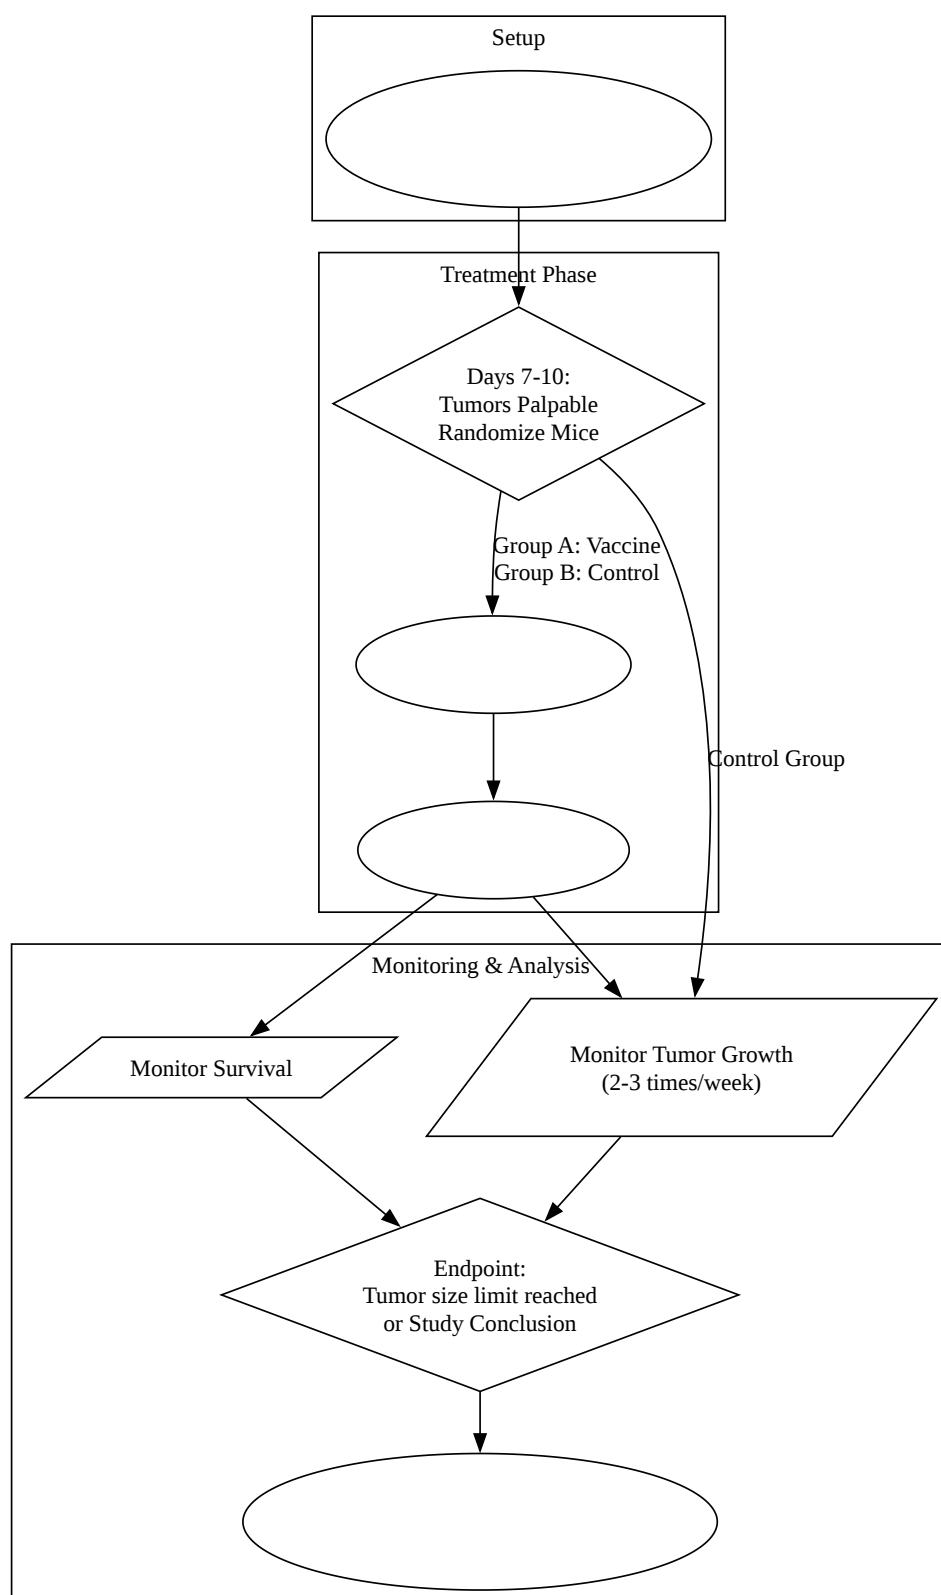 Setup
Treatment Phase
Days 7-10:
Tumors Palpable
Randomize Mice
Group A: Vaccine
Group B: Control
Control Group
Monitoring & Analysis
Monitor Survival
Monitor Tumor Growth
(2-3 times/week)
Endpoint:
Tumor size limit reached
or Study Conclusion